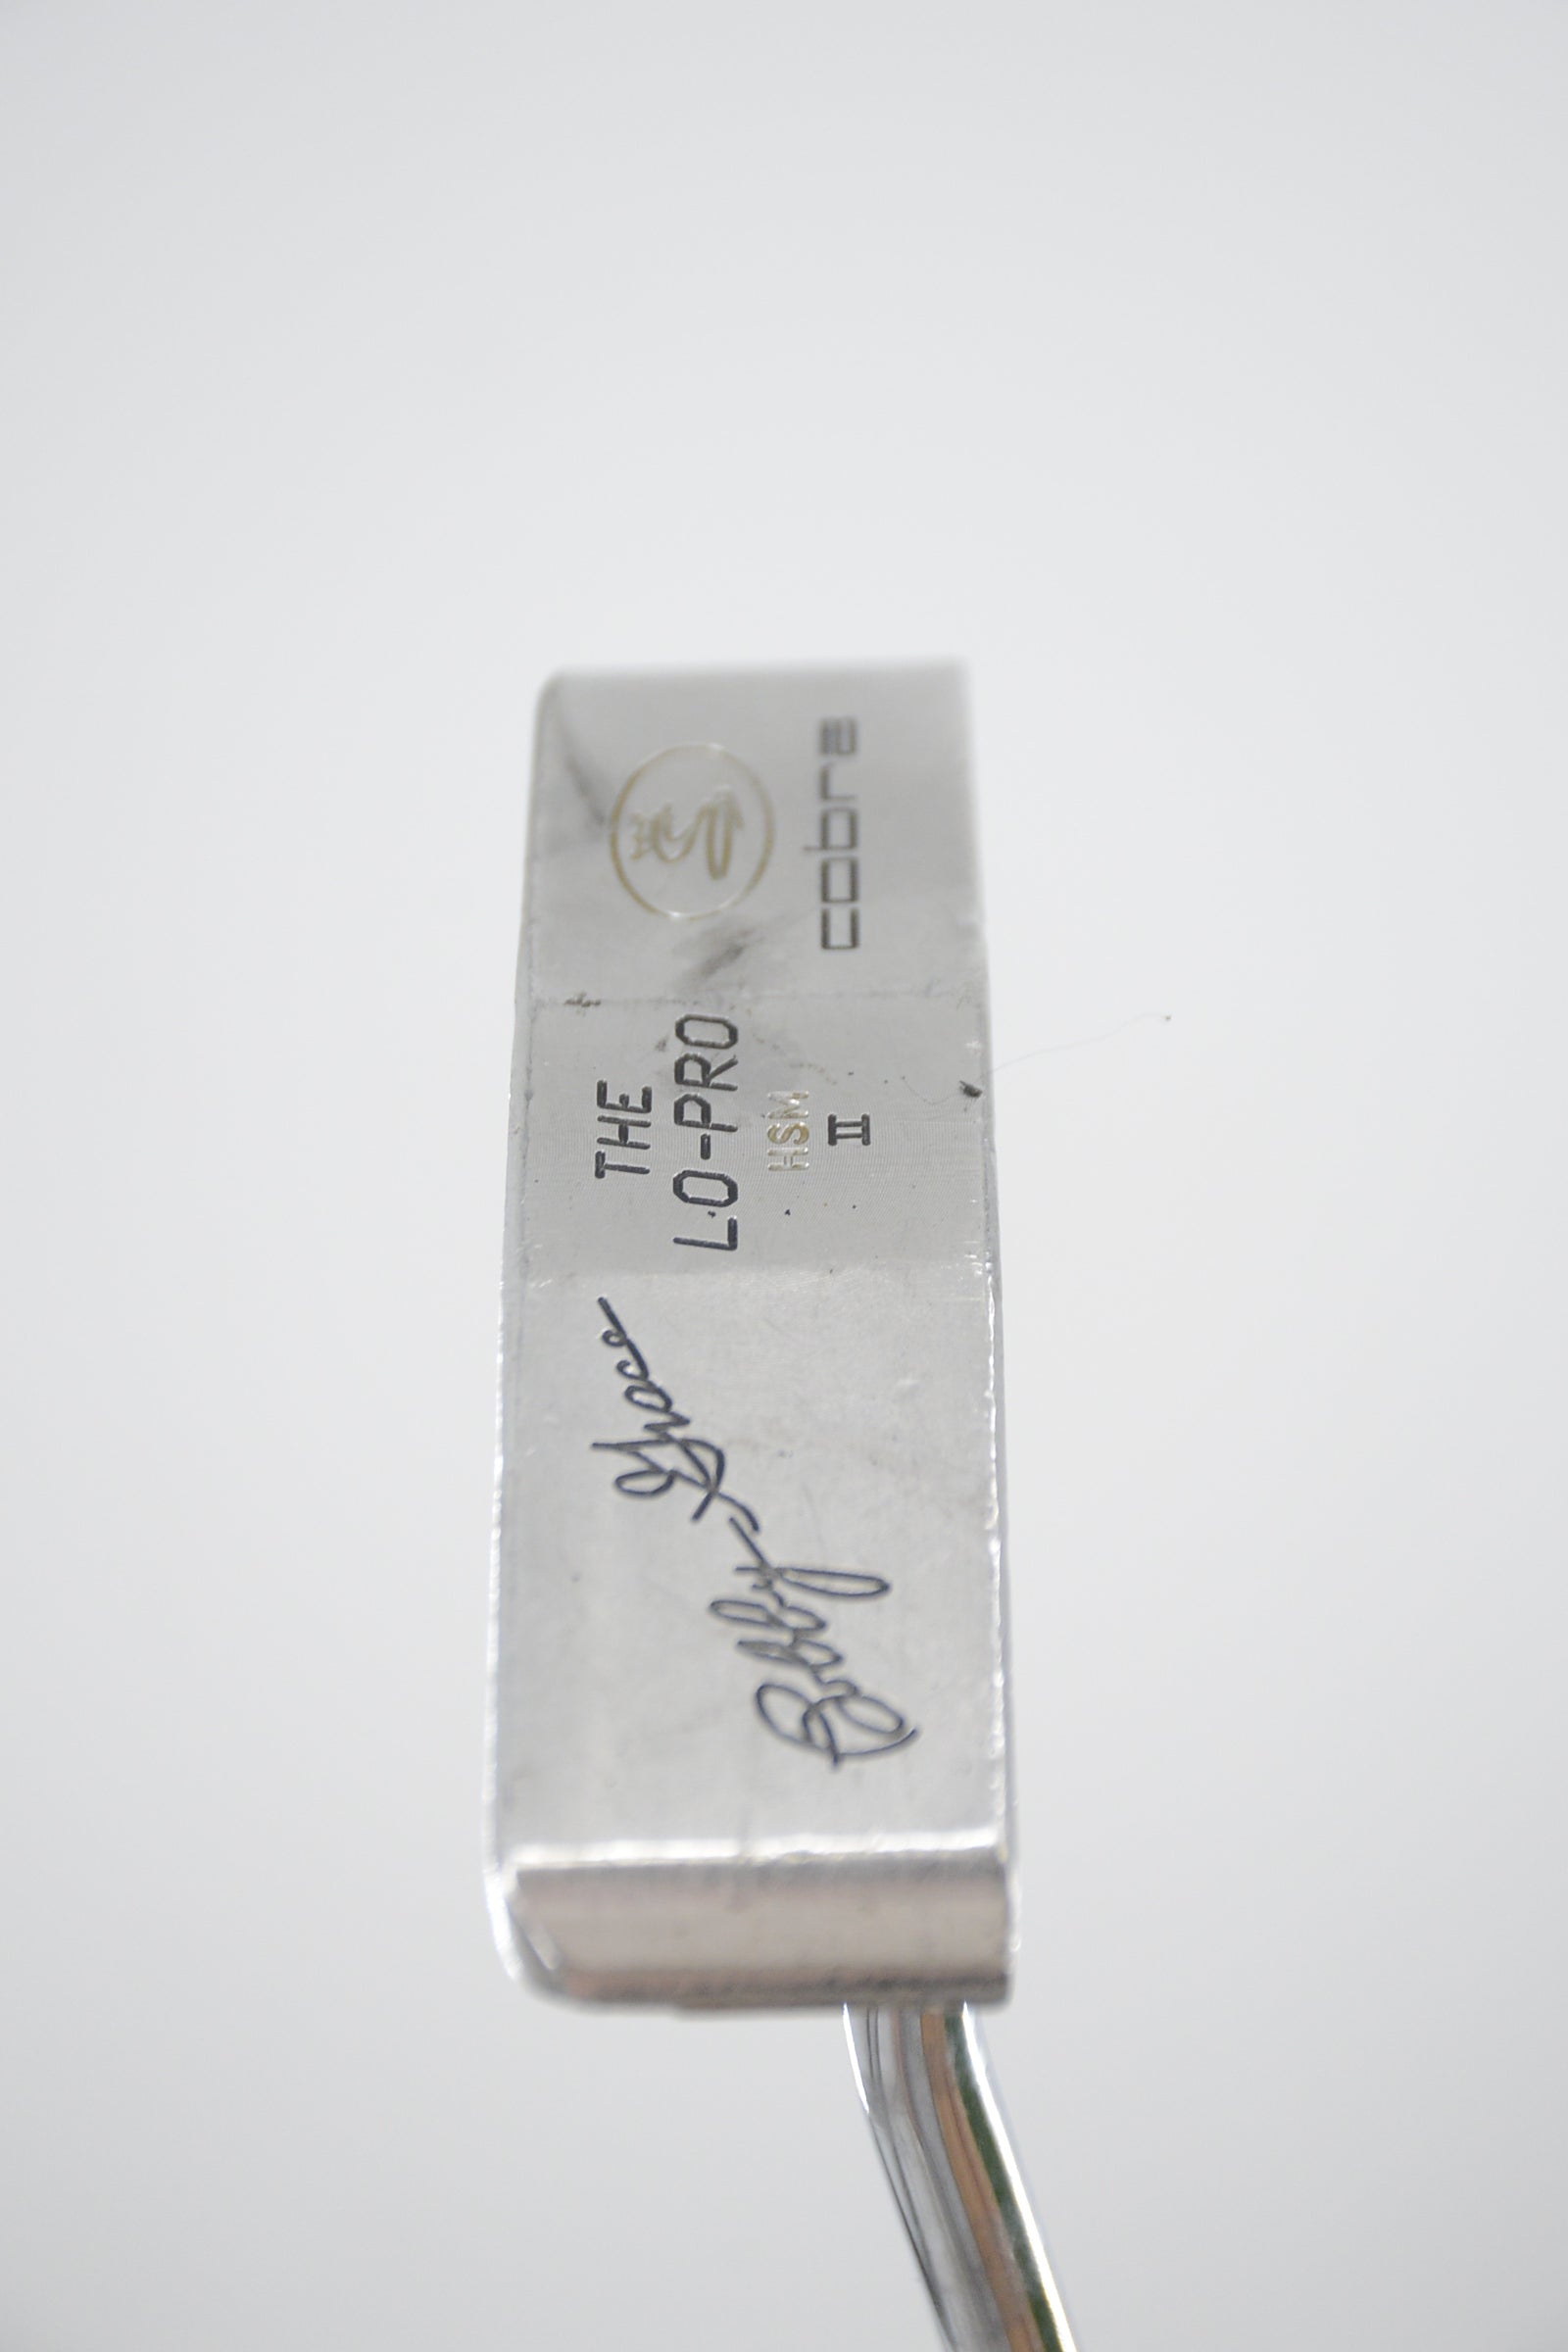 cobra
THE
LO-PRO
HSM
II
Bobby Grace